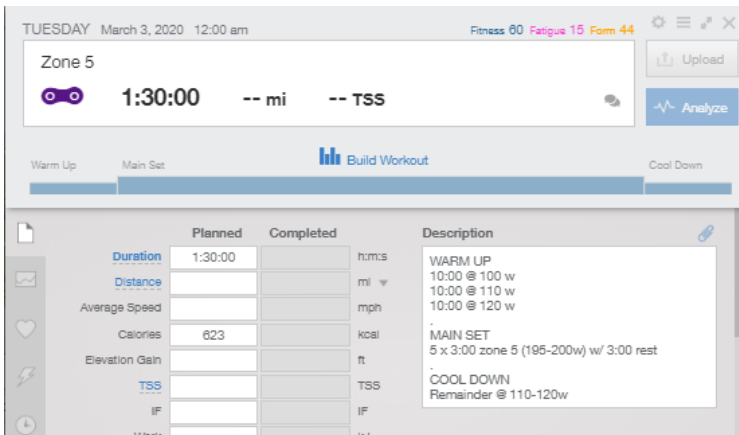 TUESDAY March 3, 2020 12:00 am
Fitness 60 Fatigue 15 Form 44
Zone 5
Upload
1:30:00 -- mi -- TSS
Analyze
Build Workout
Warm Up Main Set Cool Down
Planned Completed Description
Duration 1:30:00 h:m:s
Distance mi
Average Speed mph
Calories 623 kcal
Elevation Gain ft
TSS TSS
IF IF
WARM UP
10:00 @ 100 w
10:00 @ 110 w
10:00 @ 120 w
.
MAIN SET
5 x 3:00 zone 5 (195-200w) w/ 3:00 rest
.
COOL DOWN
Remainder @ 110-120w